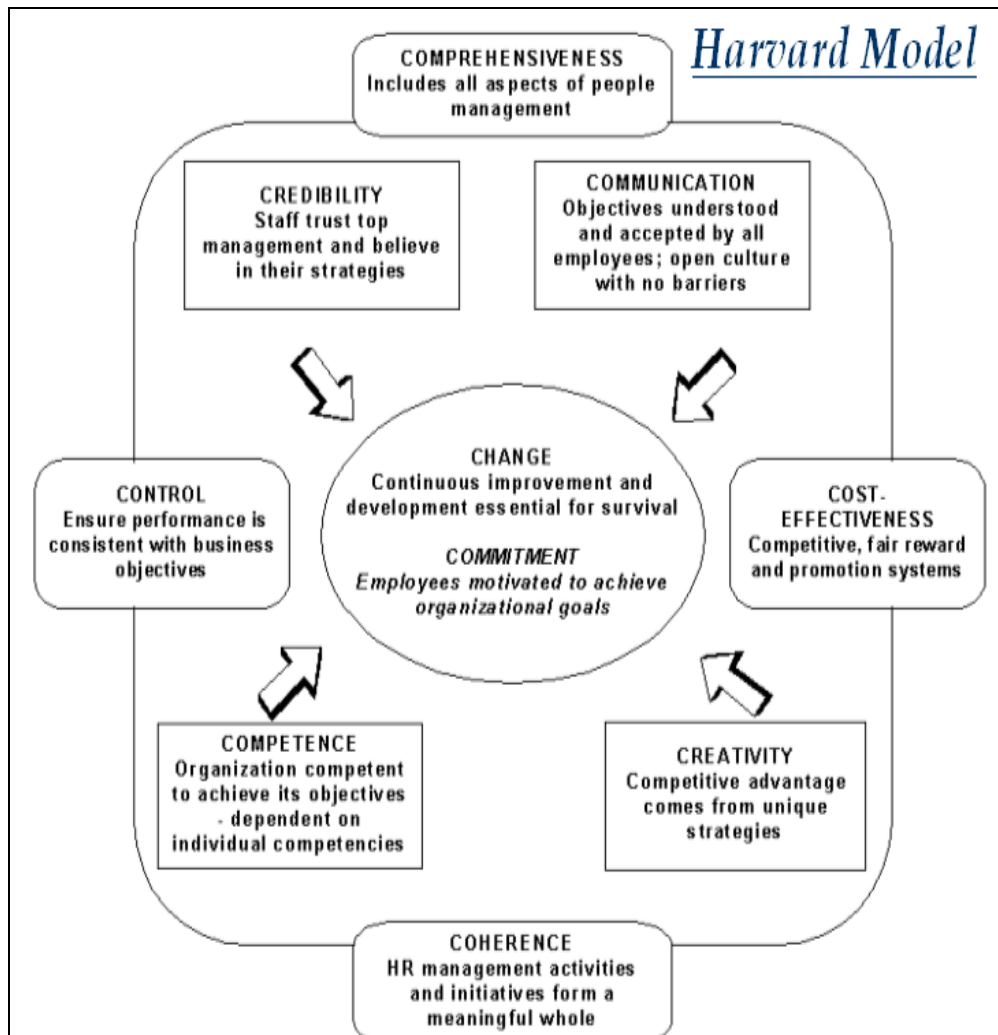 Harvard Model
COMPREHENSIVENESS
Includes all aspects of people
management
CREDIBILITY
Staff trust top
management and believe
in their strategies
COMMUNICATION
Objectives understood
and accepted by all
employees; open culture
with no barriers
CONTROL
Ensure performance is
consistent with business
objectives
CHANGE
Continuous improvement and
development essential for survival
COMMITMENT
Employees motivated to achieve
organizational goals
COST-
EFFECTIVENESS
Competitive, fair reward
and promotion systems
COMPETENCE
Organization competent
to achieve its objectives
- dependent on
individual competencies
CREATIVITY
Competitive advantage
comes from unique
strategies
COHERENCE
HR management activities
and initiatives form a
meaningful whole